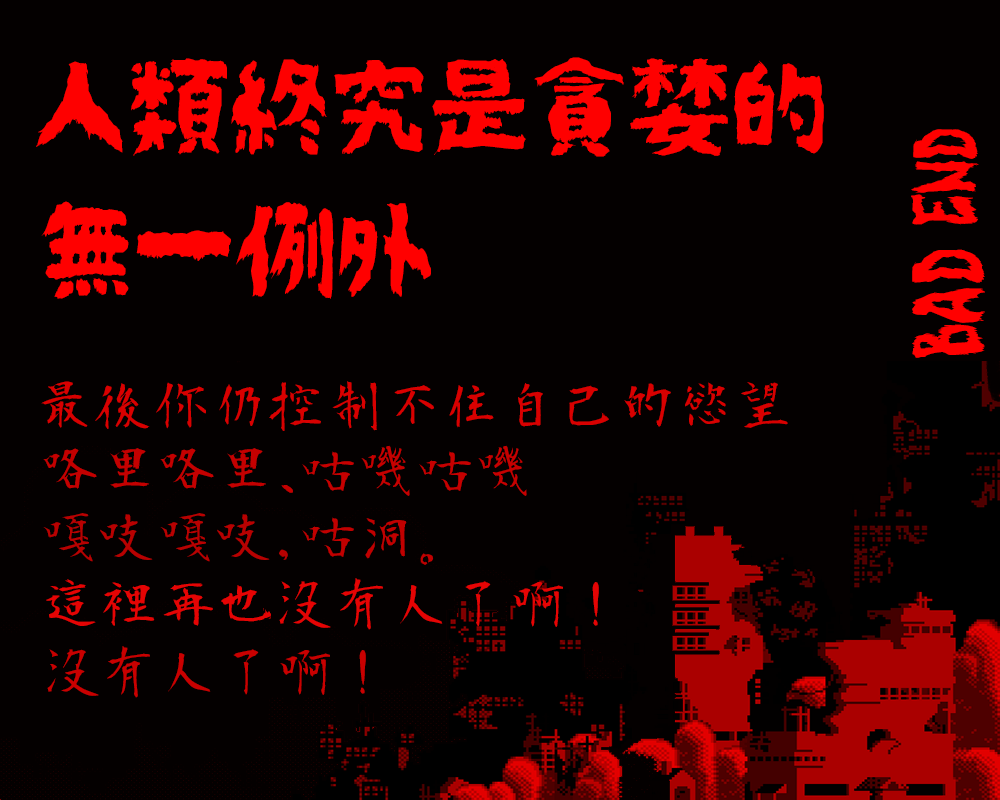 人類終究是貪婪的
無一例外
BAD END
最後你仍控制不住自己的慾望
咯里咯里、咕嘰咕嘰
嘎吱嘎吱，咕洞。
這裡再也沒有人了啊！
沒有人了啊！